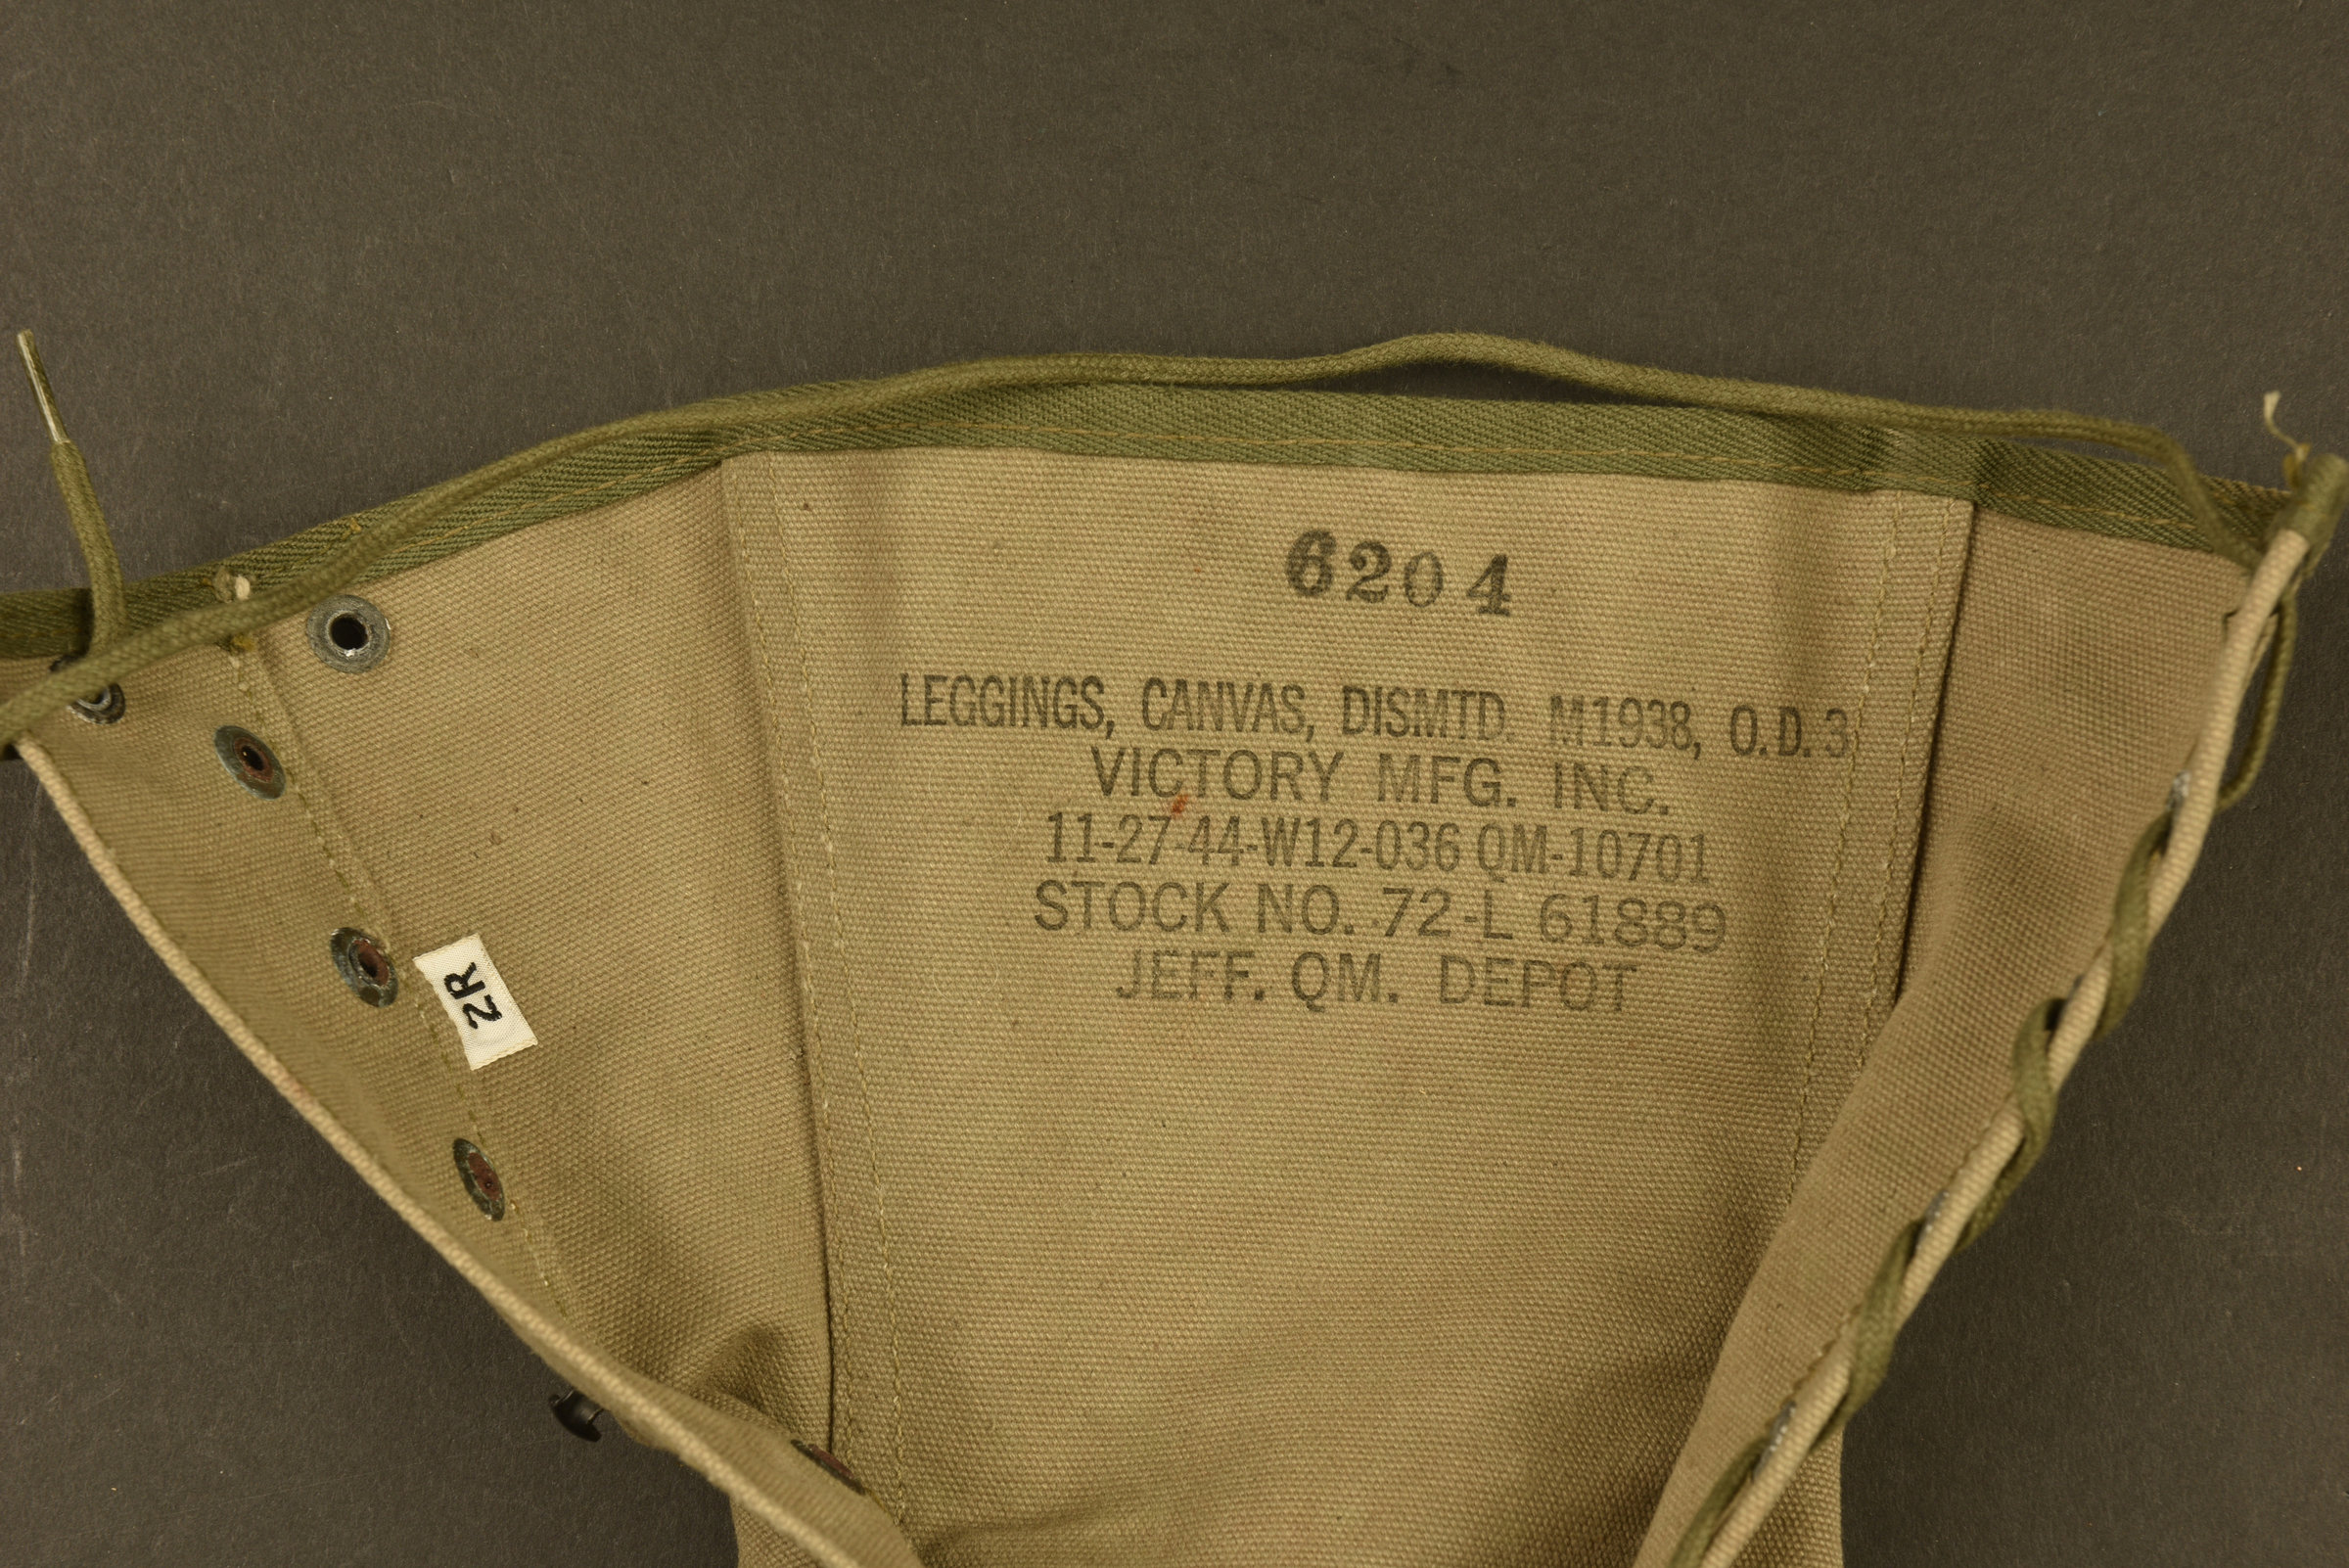 6204
LEGGINGS, CANVAS, DISMTD. M1938, O.D.3
VICTORY MFG. INC.
11-27-44-W12-036 QM-10701
STOCK NO. 72-L 61889
JEFF. QM. DEPOT
2R